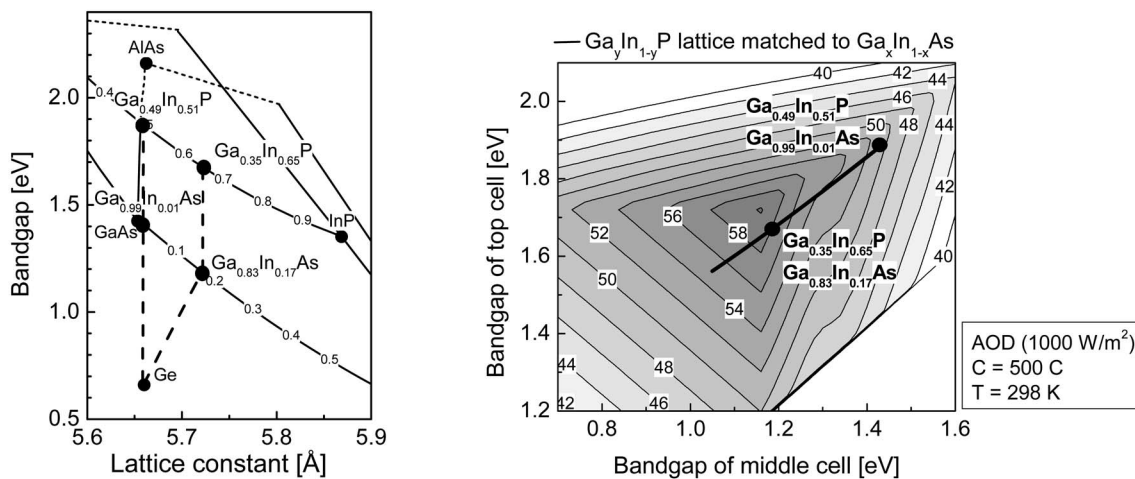 Bandgap [eV]
2.0
1.5
1.0
0.5
5.6
5.7
5.8
5.9
Lattice constant [Å]
AlAs
0.4
Ga0.49In0.51P
0.5
0.6
Ga0.35In0.65P
0.7
0.8
0.9
InP
Ga0.99In0.01As
GaAs
0.1
Ga0.83In0.17As
0.2
0.3
0.4
0.5
Ge
GayIn1-yP lattice matched to GaxIn1-xAs
Bandgap of top cell [eV]
2.0
1.8
1.6
1.4
1.2
0.8
1.0
1.2
1.4
1.6
Bandgap of middle cell [eV]
40
42
44
46
Ga0.49In0.51P
50
48
44
Ga0.99In0.01As
42
56
52
58
Ga0.35In0.65P
40
50
Ga0.83In0.17As
54
44
48
42
46
AOD (1000 W/m2)
C = 500 C
T = 298 K